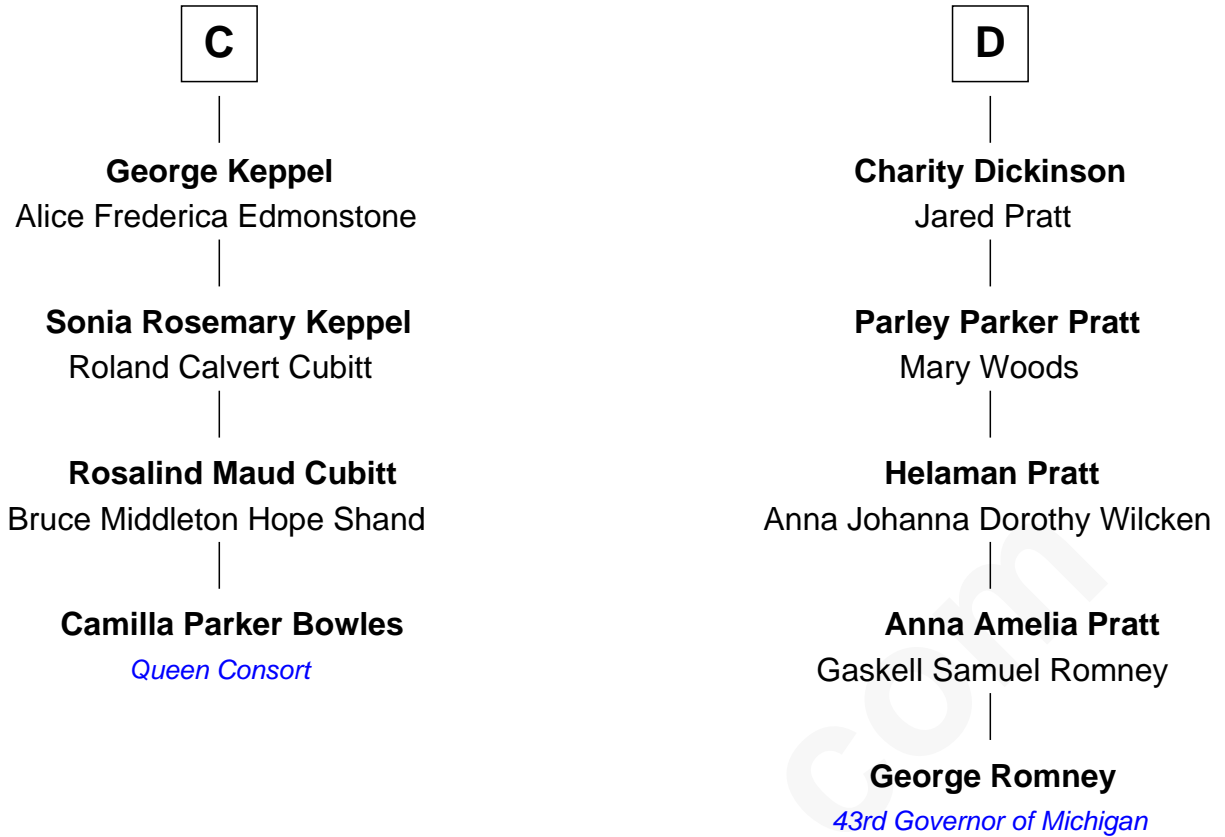 C
George Keppel
Alice Frederica Edmonstone
Sonia Rosemary Keppel
Roland Calvert Cubitt
Rosalind Maud Cubitt
Bruce Middleton Hope Shand
Camilla Parker Bowles
Queen Consort
D
Charity Dickinson
Jared Pratt
Parley Parker Pratt
Mary Woods
Helaman Pratt
Anna Johanna Dorothy Wilcken
Anna Amelia Pratt
Gaskell Samuel Romney
George Romney
43rd Governor of Michigan
com